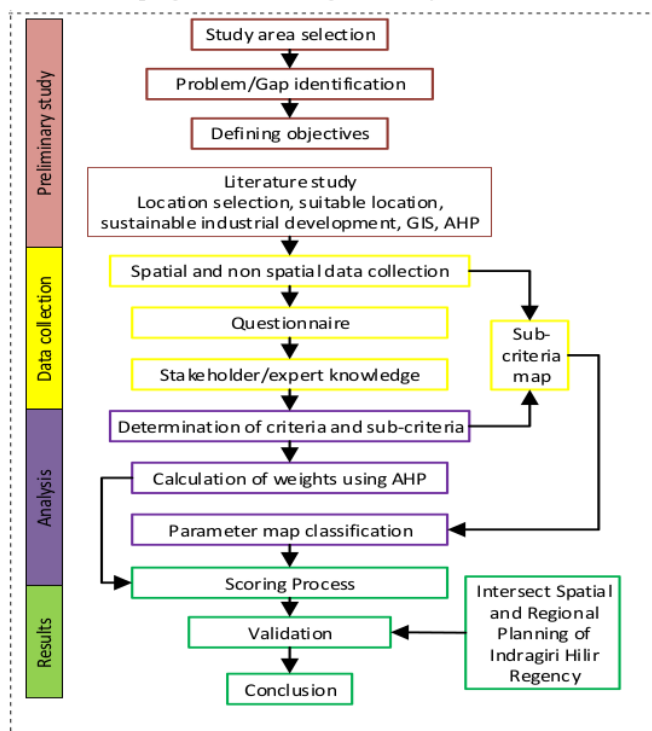 Preliminary study
Study area selection
Problem/Gap identification
Defining objectives
Literature study
Location selection, suitable location,
sustainable industrial development, GIS, AHP
Data collection
Spatial and non spatial data collection
Questionnaire
Stakeholder/expert knowledge
Sub-
criteria
map
Analysis
Determination of criteria and sub-criteria
Calculation of weights using AHP
Parameter map classification
Results
Scoring Process
Validation
Conclusion
Intersect Spatial
and Regional
Planning of
Indragiri Hilir
Regency